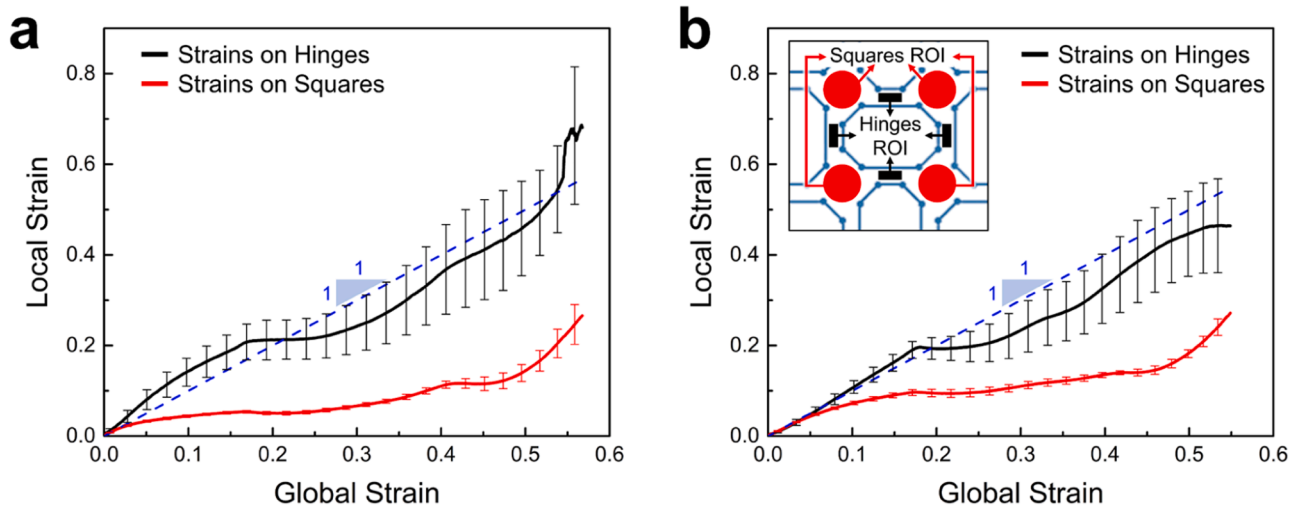 a
Strains on Hinges
Strains on Squares
0.8
0.6
0.4
0.2
0.0
Local Strain
1
1
0.0 0.1 0.2 0.3 0.4 0.5 0.6
Global Strain
b
Squares ROI
Hinges
ROI
Strains on Hinges
Strains on Squares
0.8
0.6
0.4
0.2
0.0
Local Strain
1
1
0.0 0.1 0.2 0.3 0.4 0.5 0.6
Global Strain